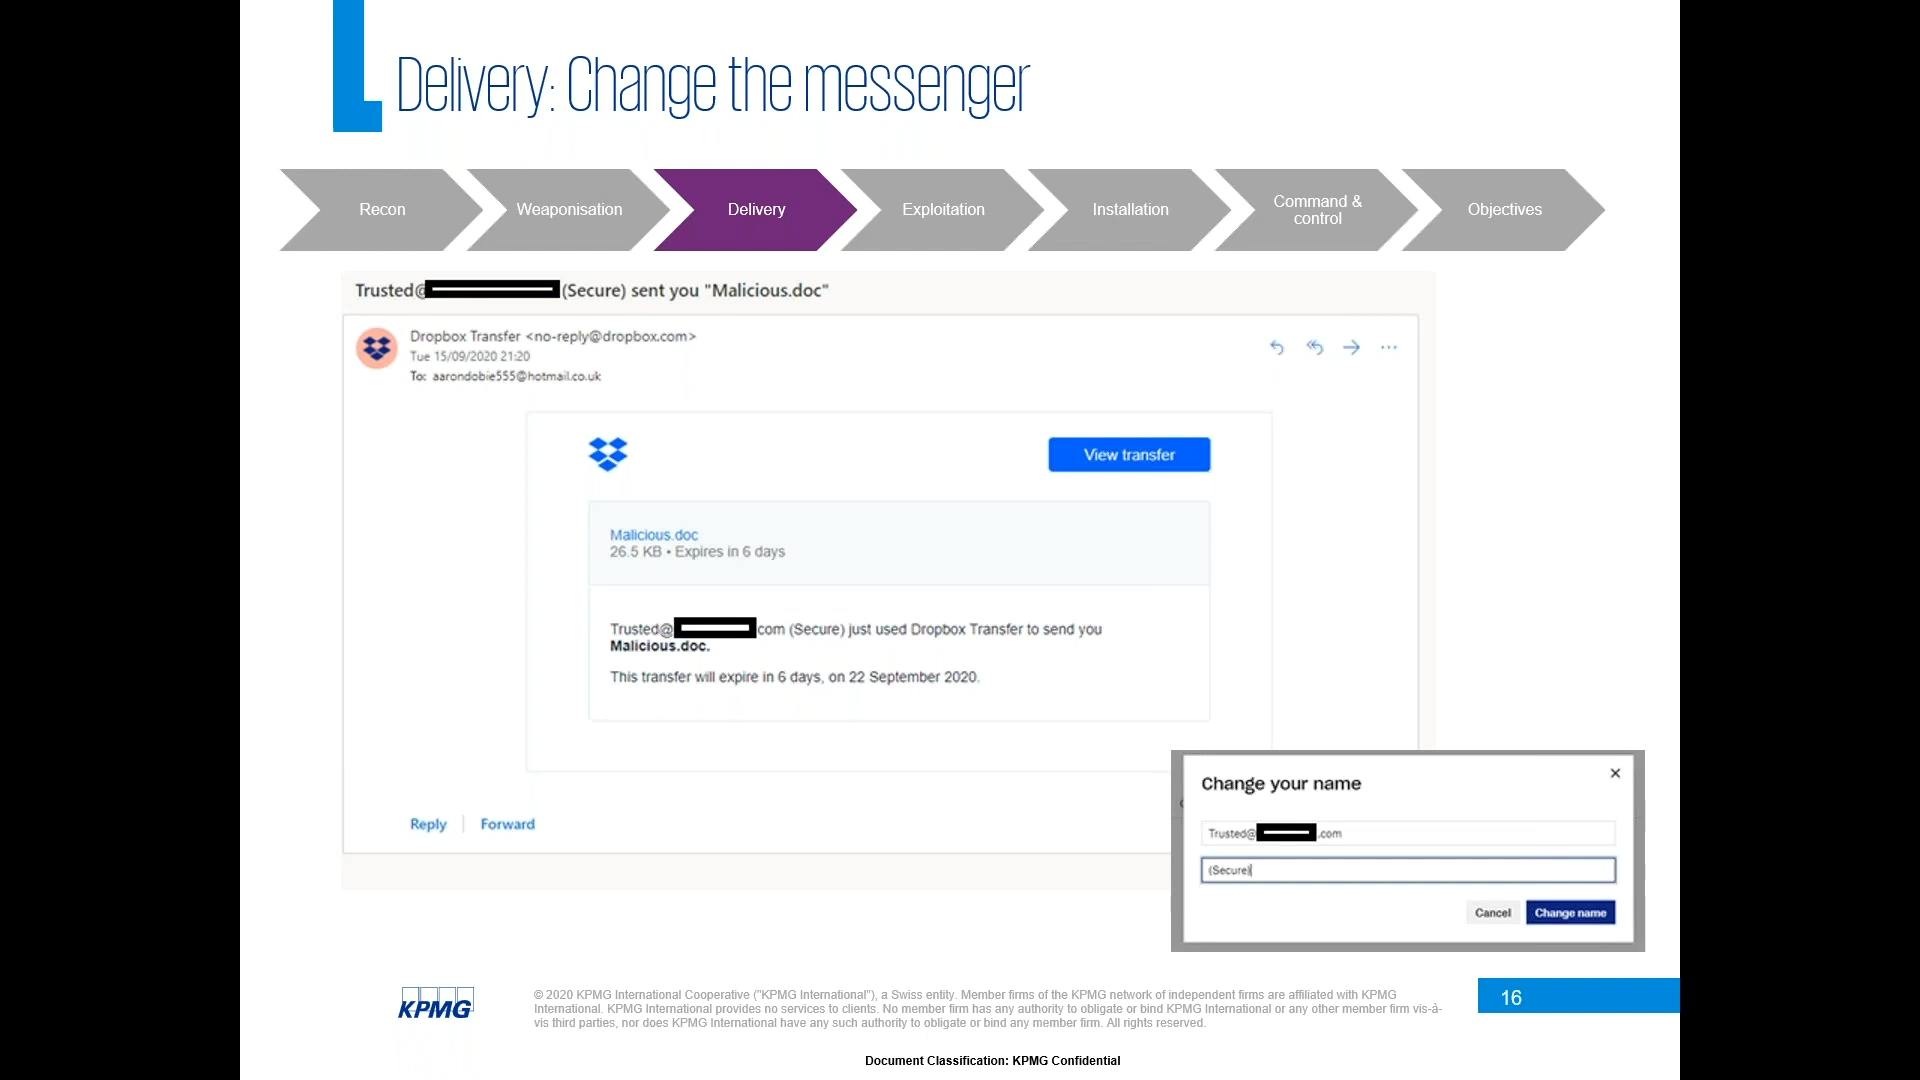 Delivery: Change the messenger
Recon
Weaponisation
Delivery
Exploitation
Installation
Command &
control
Objectives
Trusted@ (Secure) sent you "Malicious.doc"
Dropbox Transfer <no-reply@dropbox.com>
Tue 15/09/2020 21:20
To: aarondobie555@hotmail.co.uk
View transfer
Malicious.doc
26.5 KB • Expires in 6 days
Trusted@ com (Secure) just used Dropbox Transfer to send you
Malicious.doc.
This transfer will expire in 6 days, on 22 September 2020.
Reply
Forward
Change your name
Trusted@ .com
(Secure)
Cancel
Change name
KPMG
© 2020 KPMG International Cooperative ("KPMG International"), a Swiss entity. Member firms of the KPMG network of independent firms are affiliated with KPMG
International. KPMG International provides no services to clients. No member firm has any authority to obligate or bind KPMG International or any other member firm vis-à-
vis third parties, nor does KPMG International have any such authority to obligate or bind any member firm. All rights reserved.
16
Document Classification: KPMG Confidential